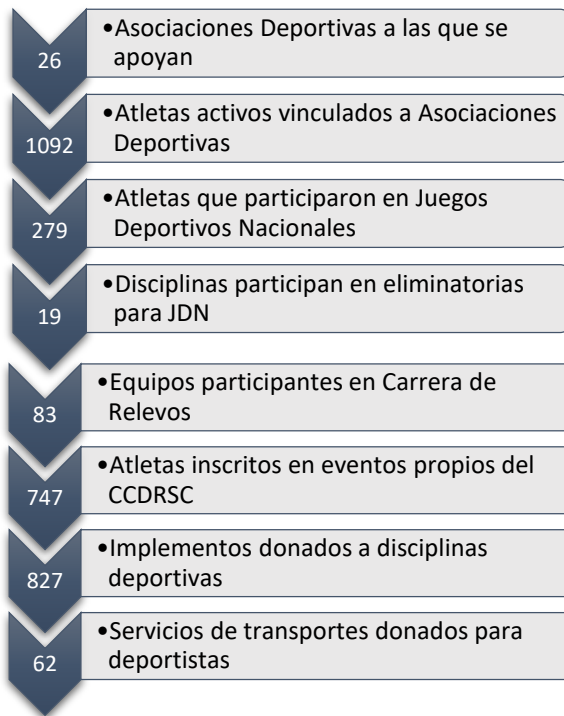 26
•Asociaciones Deportivas a las que se
apoyan
1092
•Atletas activos vinculados a Asociaciones
Deportivas
279
•Atletas que participaron en Juegos
Deportivos Nacionales
19
•Disciplinas participan en eliminatorias
para JDN
83
•Equipos participantes en Carrera de
Relevos
747
•Atletas inscritos en eventos propios del
CCDRSC
827
•Implementos donados a disciplinas
deportivas
62
•Servicios de transportes donados para
deportistas